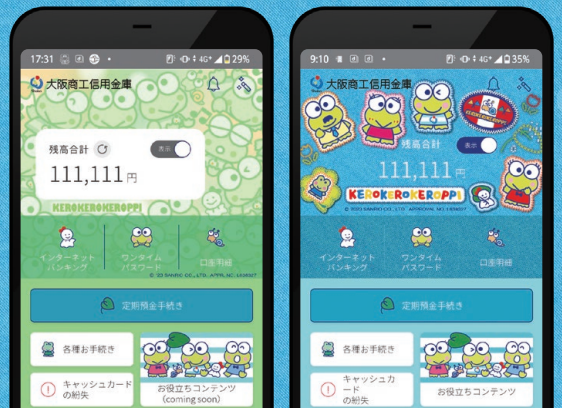 17:31
4G+
29%
大阪商工信用金庫
残高合計
表示
111,111 円
KEROKEROKEROPPI
インターネット
バンキング
ワンタイム
パスワード
口座明細
定期預金手続き
各種お手続き
キャッシュカード
の紛失
お役立ちコンテンツ
(coming soon)
9:10
4G+
35%
大阪商工信用金庫
残高合計
表示
111,111 円
KEROKEROKEROPPI
インターネット
バンキング
ワンタイム
パスワード
口座明細
定期預金手続き
各種お手続き
キャッシュカ
ード
の紛失
お役立ちコンテンツ